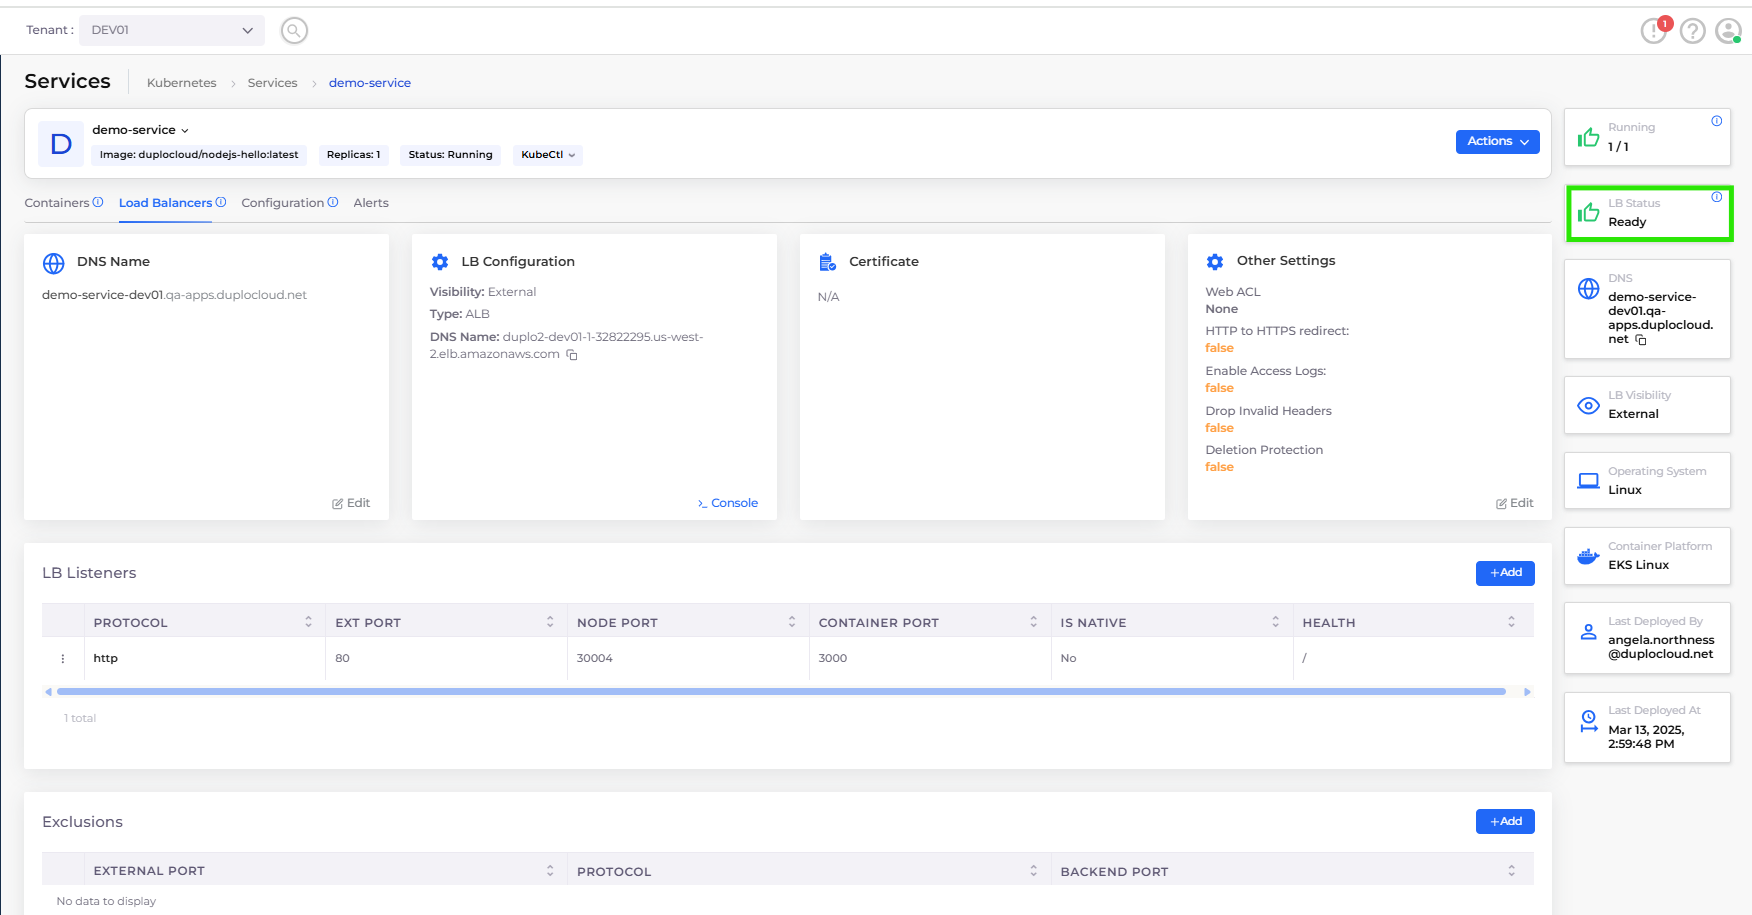 Tenant : DEV01
1
Services Kubernetes Services demo-service
D
demo-service
Image: duplocloud/nodejs-hello:latest Replicas: 1 Status: Running KubeCtl
Actions
Containers Load Balancers Configuration Alerts
DNS Name
demo-service-dev01.qa-apps.duplocloud.net
Edit
LB Configuration
Visibility: External
Type: ALB
DNS Name: duplo2-dev01-1-32822295.us-west-
2.elb.amazonaws.com
Console
Certificate
N/A
Other Settings
Web ACL
None
HTTP to HTTPS redirect:
false
Enable Access Logs:
false
Drop Invalid Headers
false
Deletion Protection
false
Edit
LB Listeners
+Add
PROTOCOL EXT PORT NODE PORT CONTAINER PORT IS NATIVE HEALTH
http 80 30004 3000 No /
1 total
Exclusions
+Add
EXTERNAL PORT PROTOCOL BACKEND PORT
No data to display
Running
1 / 1
LB Status
Ready
DNS
demo-service-
dev01.qa-
apps.duplocloud.
net
LB Visibility
External
Operating System
Linux
Container Platform
EKS Linux
Last Deployed By
angela.northness
@duplocloud.net
Last Deployed At
Mar 13, 2025,
2:59:48 PM